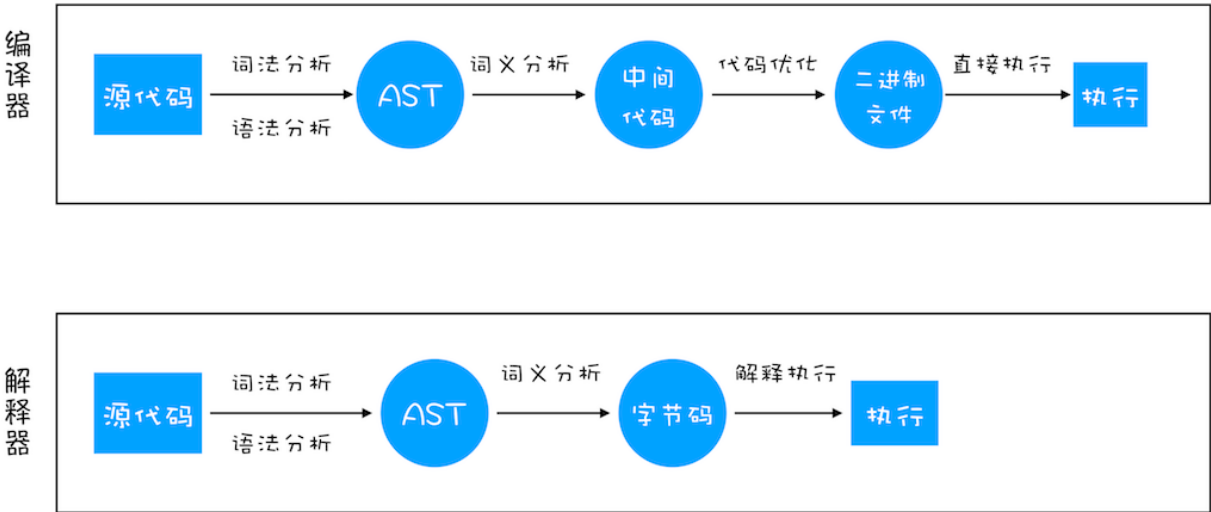 编译器
源代码
词法分析
语法分析
AST
词义分析
中间
代码
代码优化
二进制
文件
直接执行
执行
解释器
源代码
词法分析
语法分析
AST
词义分析
字节码
解释执行
执行